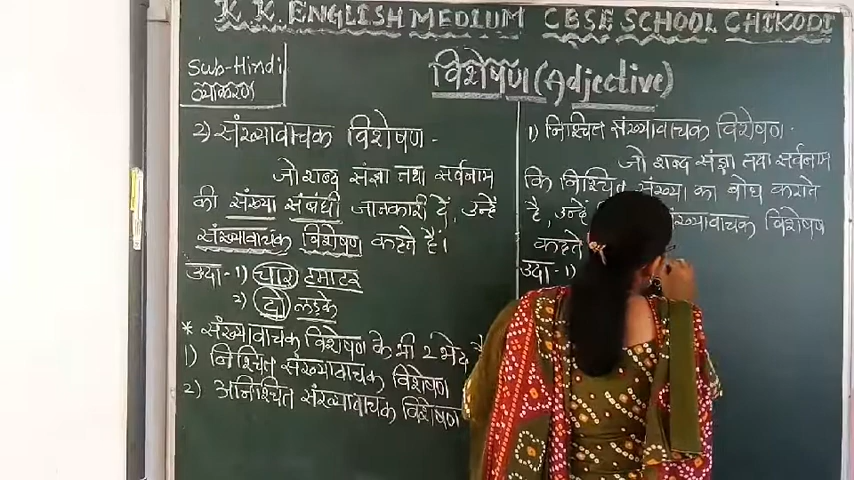 K. K. ENGLISH MEDIUM CBSE SCHOOL CHIKODI
Sub-Hindi
व्याकरण
विशेषण (Adjective)
2) संख्यावाचक विशेषण -
जो शब्द संज्ञा तथा सर्वनाम
की संख्या संबंधी जानकारी दें, उन्हें
संख्यावाचक विशेषण कहते हैं।
उदा - 1) चार टमाटर
2) दो लड़के
* संख्यावाचक विशेषण के भी 2 भेद है
1) निश्चित संख्यावाचक विशेषण
2) अनिश्चित संख्यावाचक विशेषण
1) निश्चित संख्यावाचक विशेषण -
जो शब्द संज्ञा तथा सर्वनाम
कि निश्चित संख्या का बोध कराते
है, उन्हें संख्यावाचक विशेषण
कहते
उदा - 1)